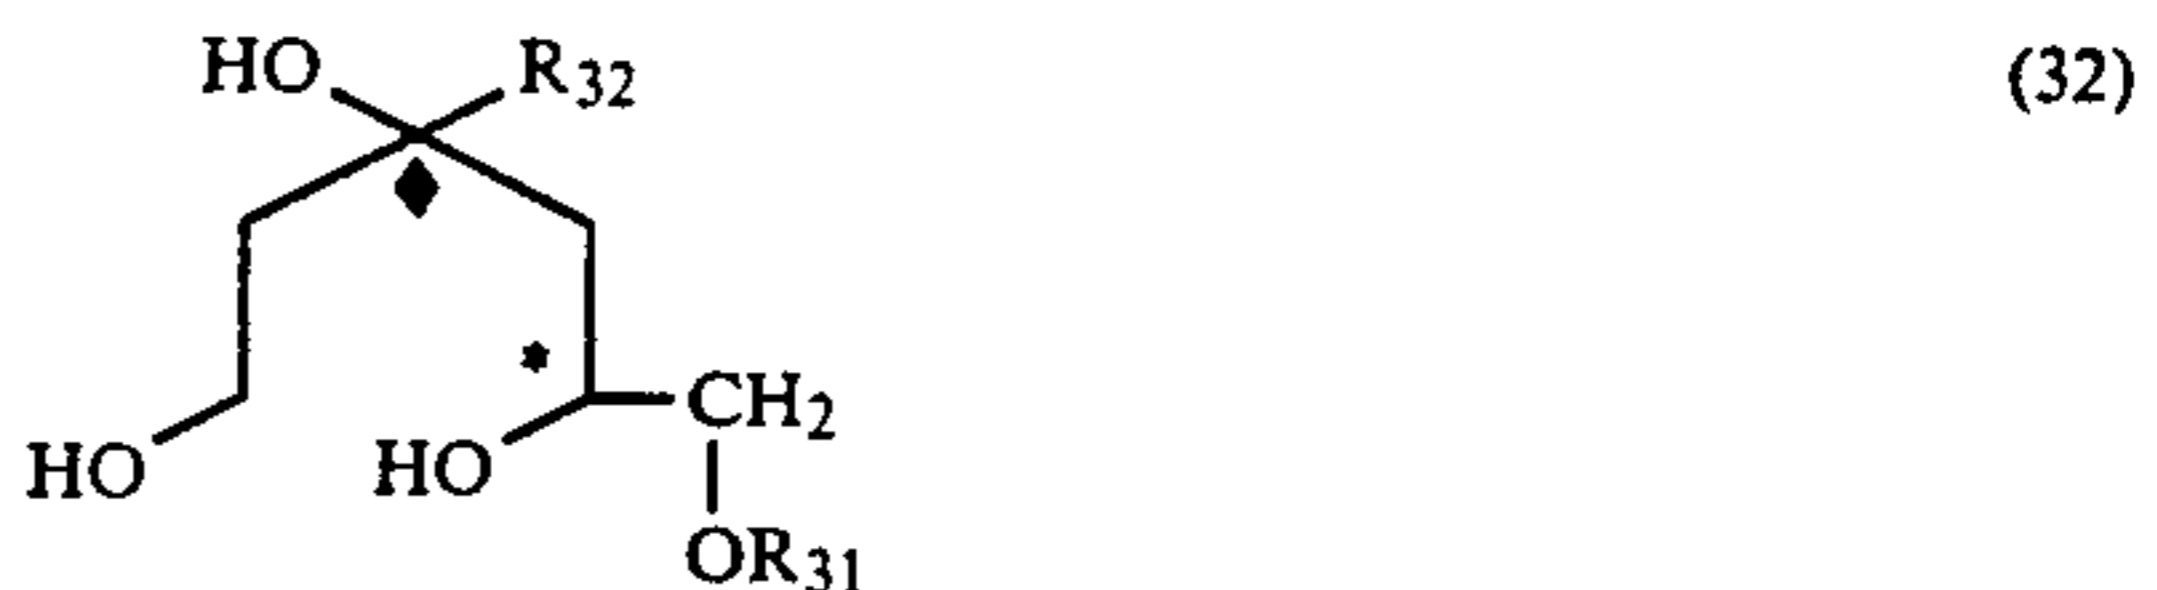 HO R32 (32)
♦
*
CH2
HO HO
OR31